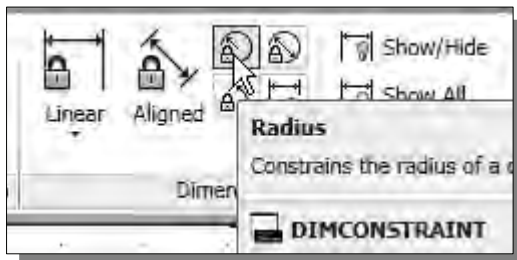 Show/Hide
Show All
Linear
Aligned
Radius
Constrains the radius of a
Dimen
DIMCONSTRAINT